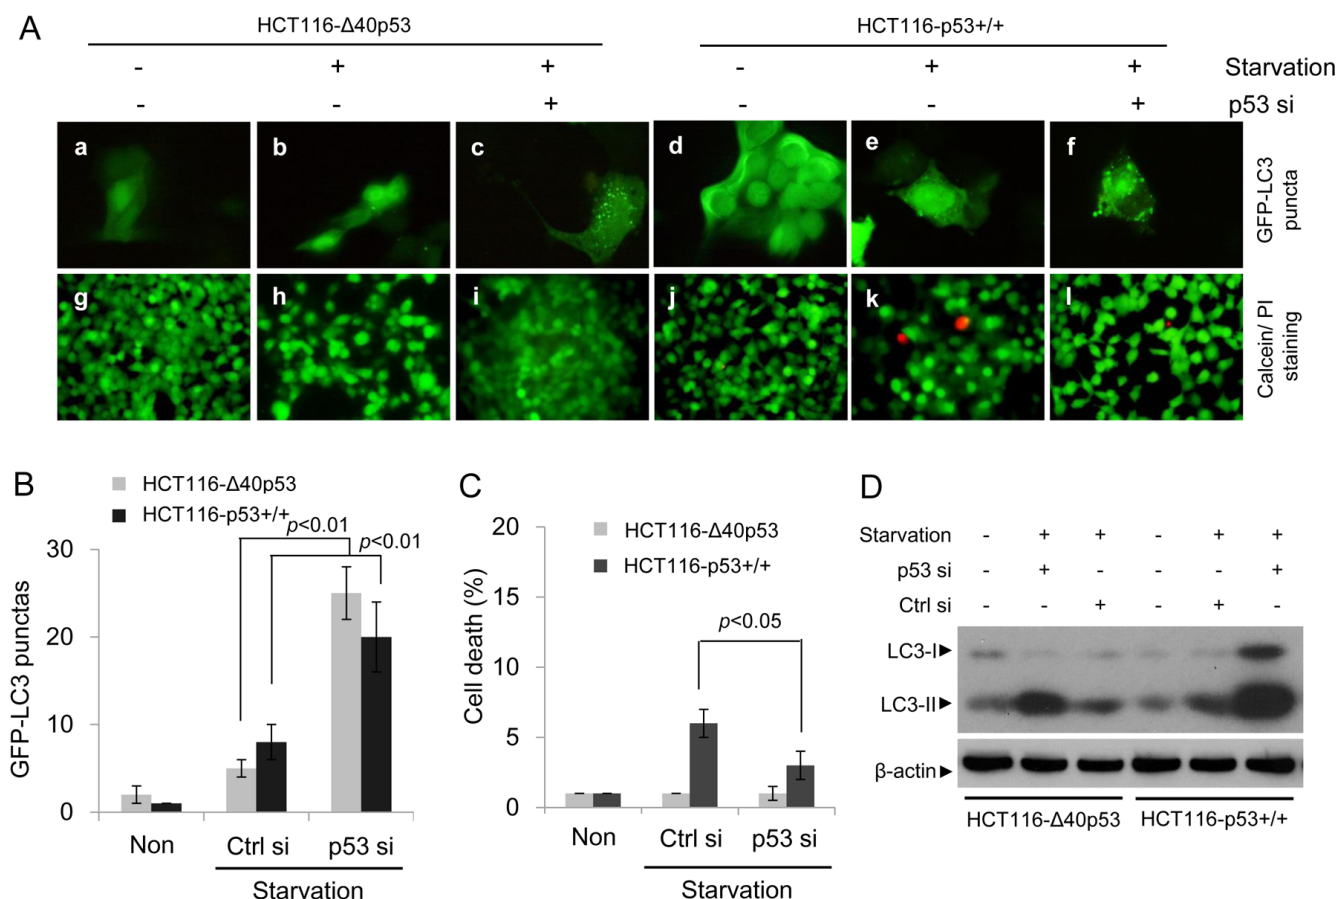 A
HCT116-Δ40p53 HCT116-p53+/+
- + + - + + Starvation
- - + - - + p53 si
a b c d e f
GFP-LC3 puncta
g h i j k l
Calcein/ PI staining
B
HCT116-Δ40p53
HCT116-p53+/+
p<0.01
p<0.01
GFP-LC3 punctas
30
20
10
0
Non Ctrl si p53 si
Starvation
C
HCT116-Δ40p53
HCT116-p53+/+
p<0.05
Cell death (%)
20
15
10
5
0
Non Ctrl si p53 si
Starvation
D
Starvation - + + - + +
p53 si - + - - - +
Ctrl si - - + - + -
LC3-I
LC3-II
β-actin
HCT116-Δ40p53 HCT116-p53+/+